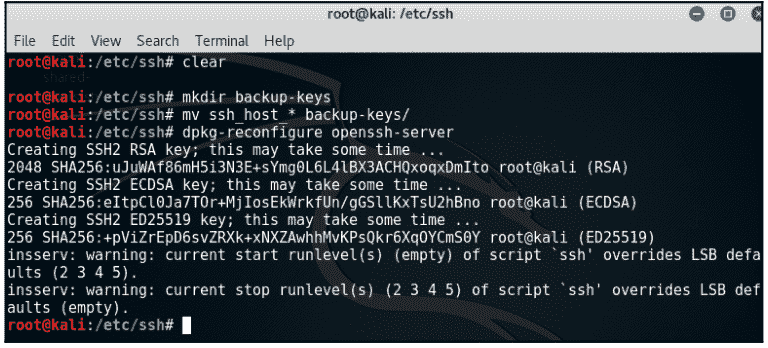 root@kali: /etc/ssh
File Edit View Search Terminal Help
root@kali:/etc/ssh# clear
root@kali:/etc/ssh# mkdir backup-keys
root@kali:/etc/ssh# mv ssh_host_* backup-keys/
root@kali:/etc/ssh# dpkg-reconfigure openssh-server
Creating SSH2 RSA key; this may take some time ...
2048 SHA256:uJuWAf86mH5i3N3E+sYmg0L6L4lBX3ACHQxoqxDmIto root@kali (RSA)
Creating SSH2 ECDSA key; this may take some time ...
256 SHA256:eItpCl0Ja7TOr+MjIosEkWrkfUn/gGSllKxTsU2hBno root@kali (ECDSA)
Creating SSH2 ED25519 key; this may take some time ...
256 SHA256:+pViZrEpD6svZRXk+xNXZAwhhMvKPsQkr6XqOYCmS0Y root@kali (ED25519)
insserv: warning: current start runlevel(s) (empty) of script `ssh' overrides LSB defa
ults (2 3 4 5).
insserv: warning: current stop runlevel(s) (2 3 4 5) of script `ssh' overrides LSB def
aults (empty).
root@kali:/etc/ssh#